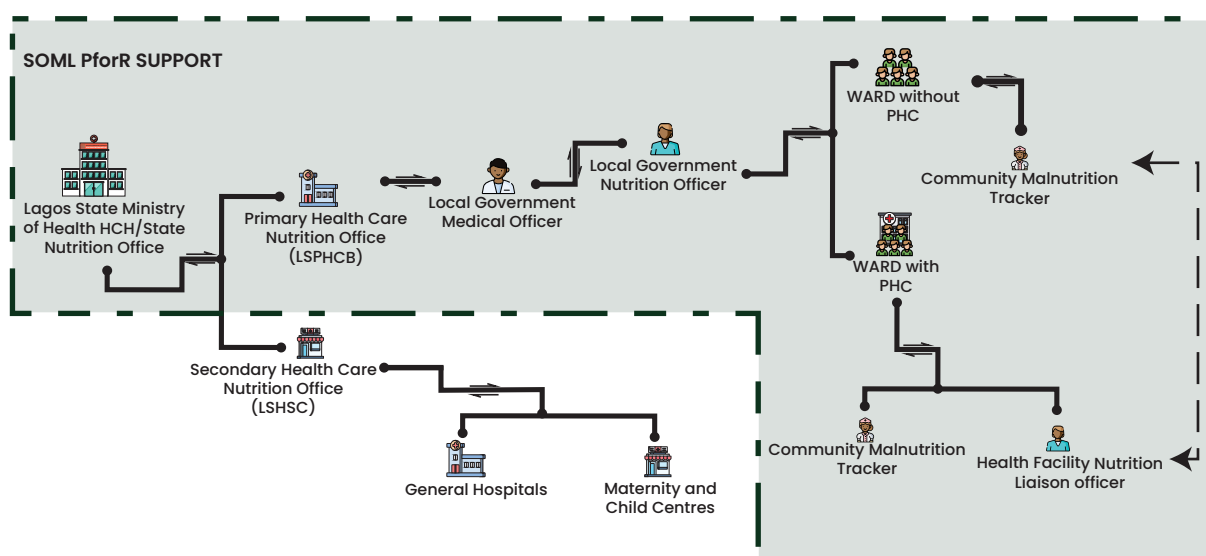 SOML PforR SUPPORT
Lagos State Ministry
of Health HCH/State
Nutrition Office
Primary Health Care
Nutrition Office
(LSPHCB)
Local Government
Medical Officer
Local Government
Nutrition Officer
WARD without
PHC
Community Malnutrition
Tracker
WARD with
PHC
Community Malnutrition
Tracker
Health Facility Nutrition
Liaison officer
Secondary Health Care
Nutrition Office
(LSHSC)
General Hospitals
Maternity and
Child Centres